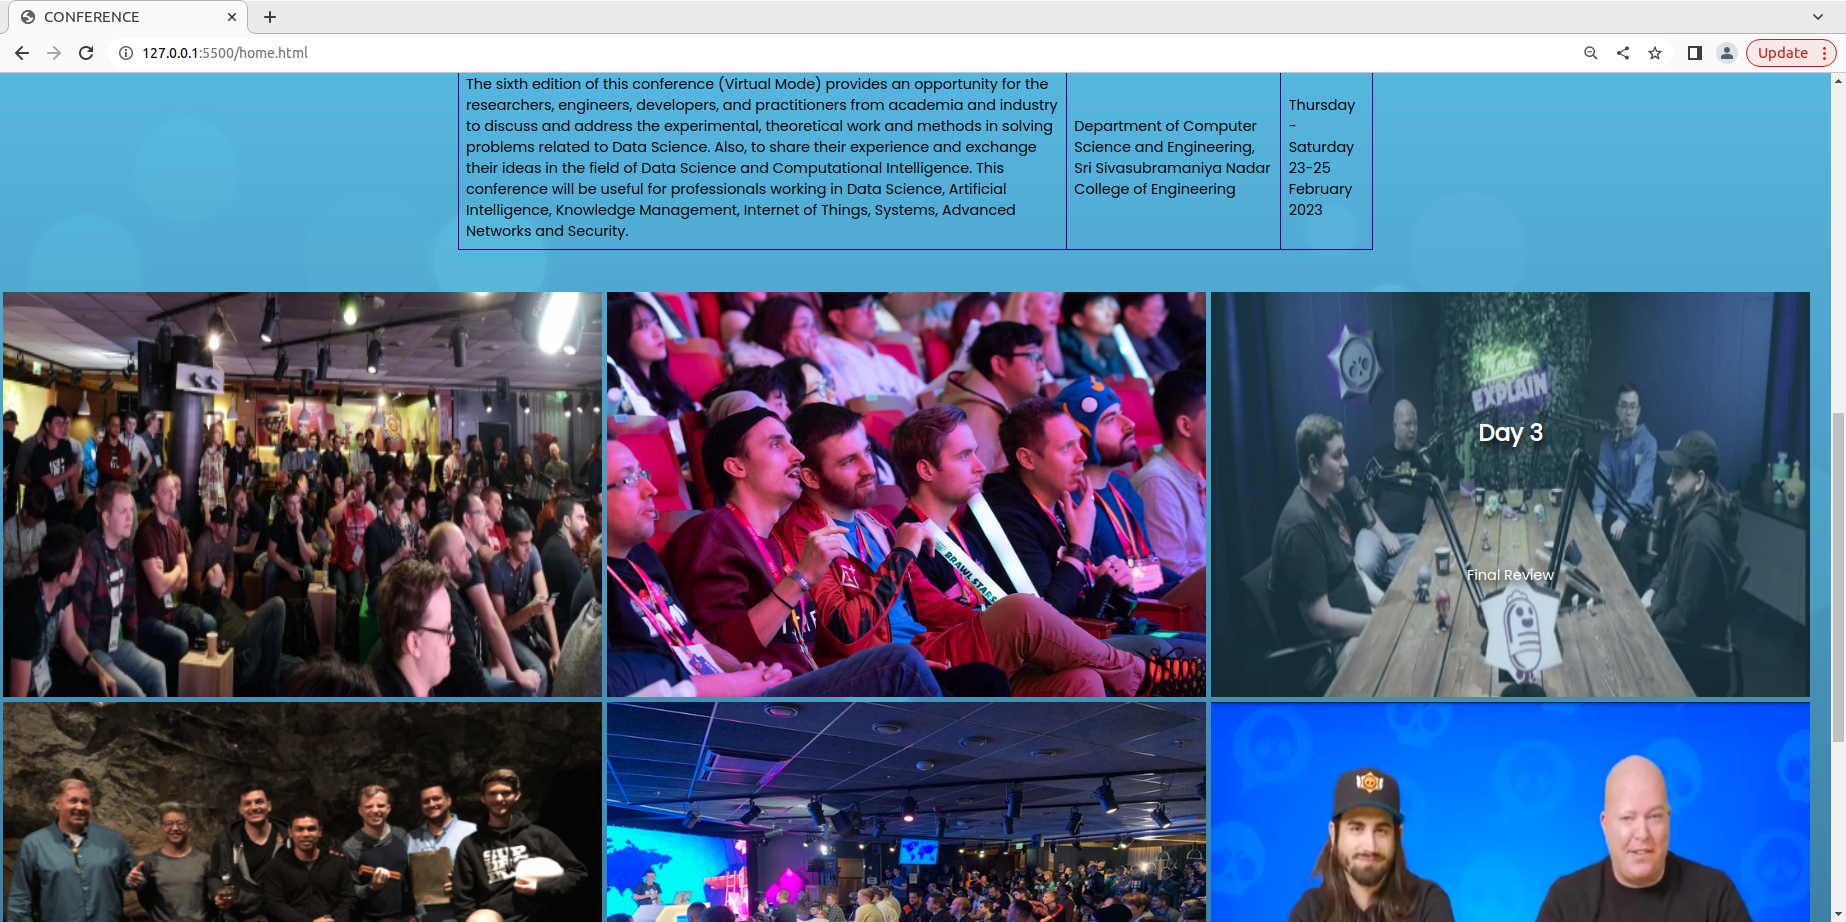 CONFERENCE
127.0.0.1:5500/home.html
Update
The sixth edition of this conference (Virtual Mode) provides an opportunity for the
researchers, engineers, developers, and practitioners from academia and industry
to discuss and address the experimental, theoretical work and methods in solving
problems related to Data Science. Also, to share their experience and exchange
their ideas in the field of Data Science and Computational Intelligence. This
conference will be useful for professionals working in Data Science, Artificial
Intelligence, Knowledge Management, Internet of Things, Systems, Advanced
Networks and Security.
Department of Computer
Science and Engineering,
Sri Sivasubramaniya Nadar
College of Engineering
Thursday
-
Saturday
23-25
February
2023
Time to
EXPLAIN
Day 3
Final Review
BRAWL STARS